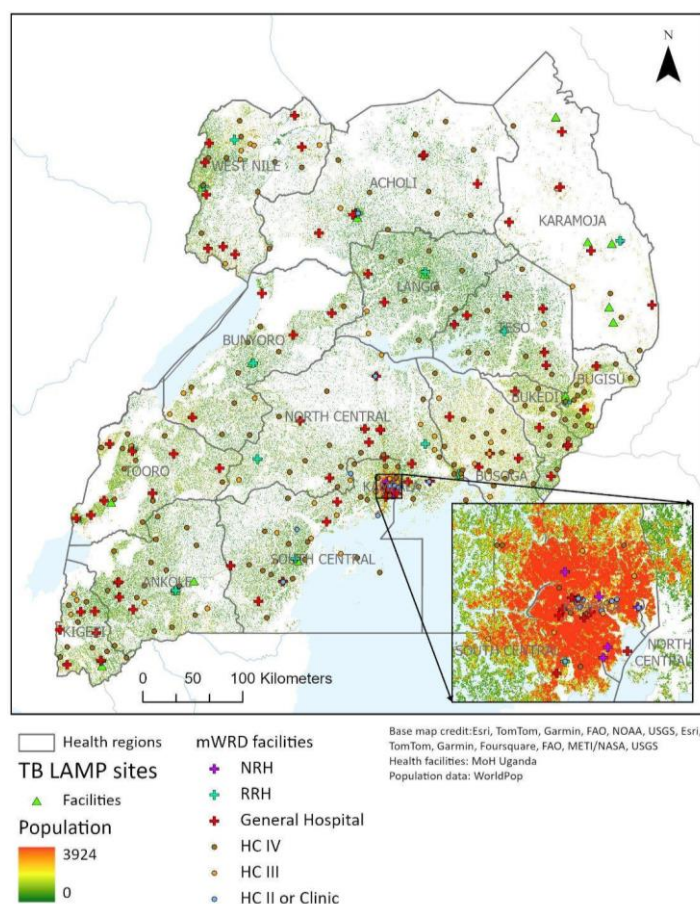 N
WEST NILE
ACHOLI
KARAMOJA
LANGO
TESO
BUNYORO
BUGISU
BUKEDI
NORTH CENTRAL
TOORO
BUSOGA
SOUTH CENTRAL
ANKOLE
KIGEZI
SOUTH CENTRAL
NORTH
CENTRAL
0 50 100 Kilometers
Health regions
TB LAMP sites
Facilities
Population
3924
0
mWRD facilities
NRH
RRH
General Hospital
HC IV
HC III
HC II or Clinic
Base map credit:Esri, TomTom, Garmin, FAO, NOAA, USGS, Esri,
TomTom, Garmin, Foursquare, FAO, METI/NASA, USGS
Health facilities: MoH Uganda
Population data: WorldPop